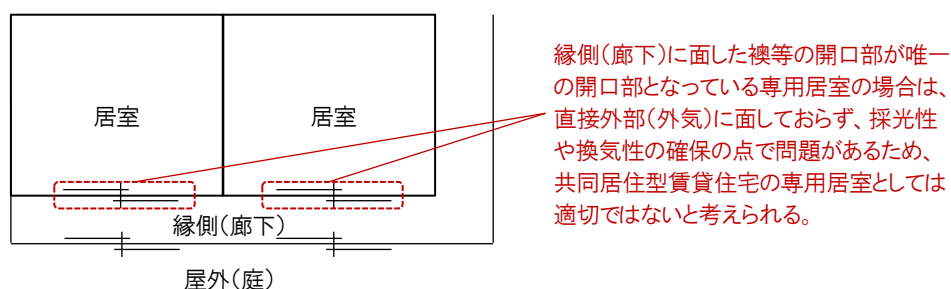 居室
居室
縁側(廊下)
屋外(庭)
縁側(廊下)に面した襖等の開口部が唯一
の開口部となっている専用居室の場合は、
直接外部(外気)に面しておらず、採光性
や換気性の確保の点で問題があるため、
共同居住型賃貸住宅の専用居室としては
適切ではないと考えられる。